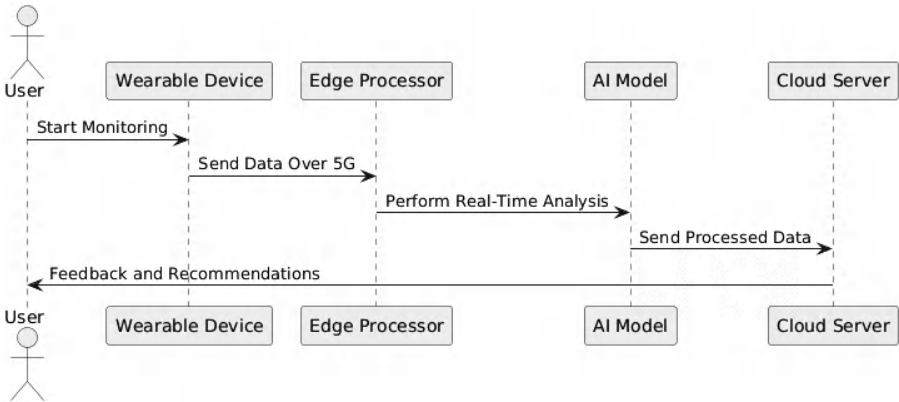 User
Wearable Device
Edge Processor
AI Model
Cloud Server
Start Monitoring
Send Data Over 5G
Perform Real-Time Analysis
Send Processed Data
Feedback and Recommendations
User
Wearable Device
Edge Processor
AI Model
Cloud Server